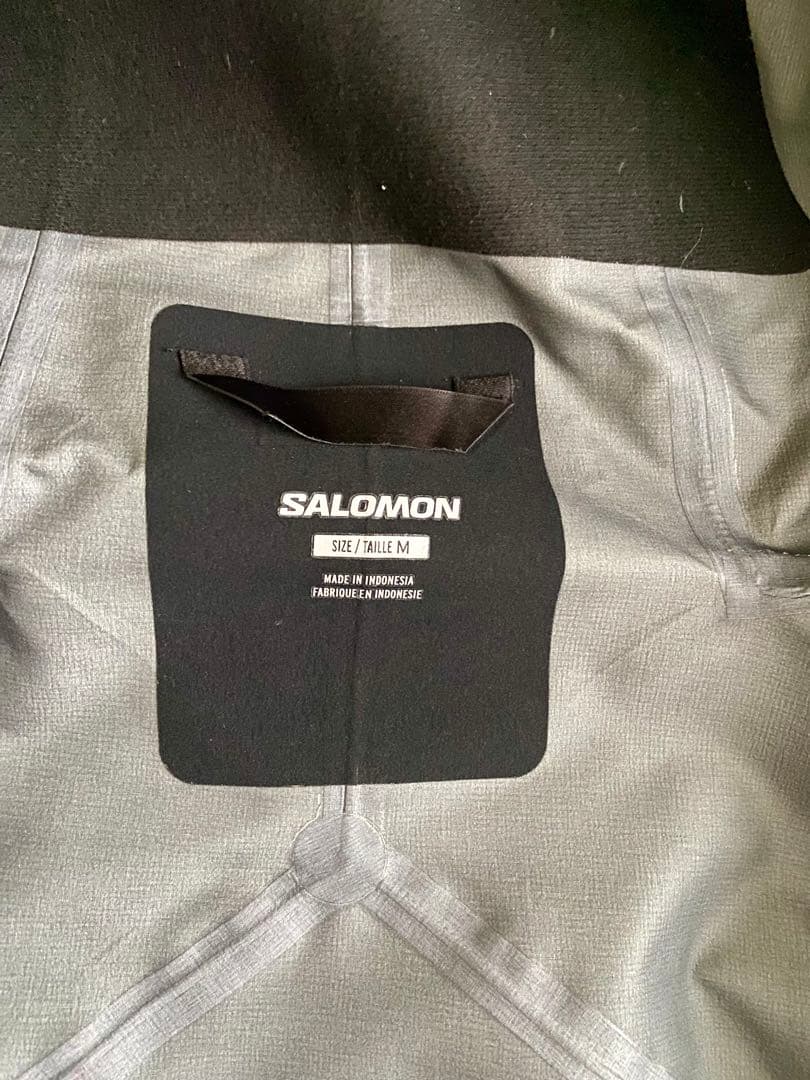 SALOMON
SIZE / TAILLE M
MADE IN INDONESIA
FABRIQUE EN INDONESIE